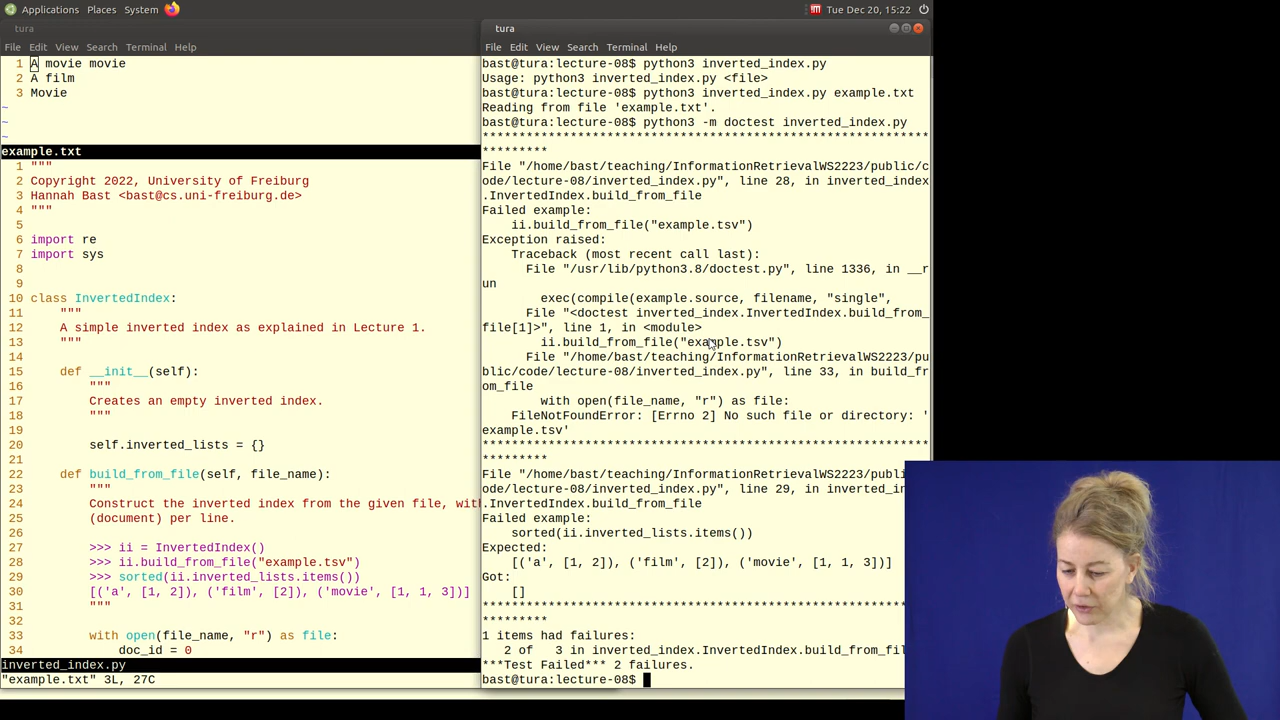 Applications Places System Tue Dec 20, 15:22
tura
File Edit View Search Terminal Help
1 A movie movie
2 A film
3 Movie
~
~
~
example.txt
1 """
2 Copyright 2022, University of Freiburg
3 Hannah Bast <bast@cs.uni-freiburg.de>
4 """
5
6 import re
7 import sys
8
9
10 class InvertedIndex:
11     """
12     A simple inverted index as explained in Lecture 1.
13     """
14
15     def __init__(self):
16         """
17         Creates an empty inverted index.
18         """
19
20         self.inverted_lists = {}
21
22     def build_from_file(self, file_name):
23         """
24         Construct the inverted index from the given file, wit
25         (document) per line.
26
27         >>> ii = InvertedIndex()
28         >>> ii.build_from_file("example.tsv")
29         >>> sorted(ii.inverted_lists.items())
30         [('a', [1, 2]), ('film', [2]), ('movie', [1, 1, 3])]
31         """
32
33         with open(file_name, "r") as file:
34             doc_id = 0
inverted_index.py
"example.txt" 3L, 27C
tura
File Edit View Search Terminal Help
bast@tura:lecture-08$ python3 inverted_index.py
Usage: python3 inverted_index.py <file>
bast@tura:lecture-08$ python3 inverted_index.py example.txt
Reading from file 'example.txt'.
bast@tura:lecture-08$ python3 -m doctest inverted_index.py
*************************************************************
*********
File "/home/bast/teaching/InformationRetrievalWS2223/public/c
ode/lecture-08/inverted_index.py", line 28, in inverted_index
.InvertedIndex.build_from_file
Failed example:
    ii.build_from_file("example.tsv")
Exception raised:
    Traceback (most recent call last):
      File "/usr/lib/python3.8/doctest.py", line 1336, in __r
un
        exec(compile(example.source, filename, "single",
      File "<doctest inverted_index.InvertedIndex.build_from_
file[1]>", line 1, in <module>
        ii.build_from_file("example.tsv")
      File "/home/bast/teaching/InformationRetrievalWS2223/pu
blic/code/lecture-08/inverted_index.py", line 33, in build_fr
om_file
        with open(file_name, "r") as file:
    FileNotFoundError: [Errno 2] No such file or directory: '
example.tsv'
*************************************************************
*********
File "/home/bast/teaching/InformationRetrievalWS2223/publi
ode/lecture-08/inverted_index.py", line 29, in inverted_in
.InvertedIndex.build_from_file
Failed example:
    sorted(ii.inverted_lists.items())
Expected:
    [('a', [1, 2]), ('film', [2]), ('movie', [1, 1, 3])]
Got:
    []
**********************************************************
*********
1 items had failures:
   2 of   3 in inverted_index.InvertedIndex.build_from_fil
***Test Failed*** 2 failures.
bast@tura:lecture-08$